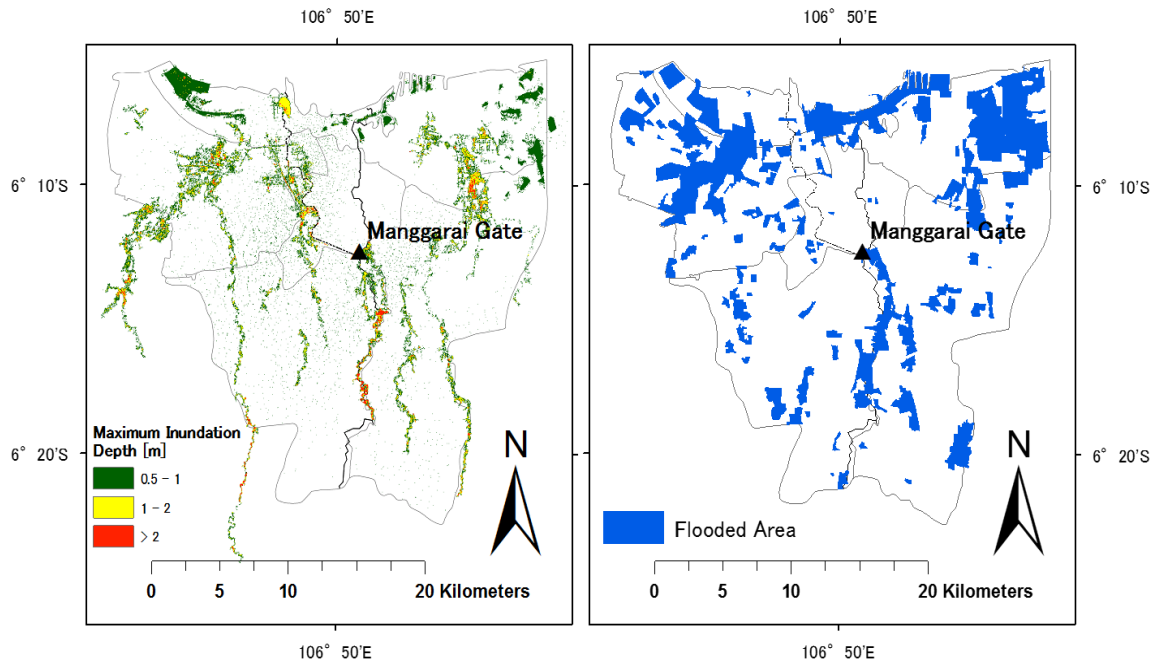 106° 50'E
106° 50'E
6° 10'S
Manggarai Gate
Manggarai Gate
6° 10'S
Maximum Inundation
Depth [m]
0.5 - 1
1 - 2
> 2
6° 20'S
N
N
6° 20'S
Flooded Area
0 5 10 20 Kilometers
0 5 10 20 Kilometers
106° 50'E
106° 50'E